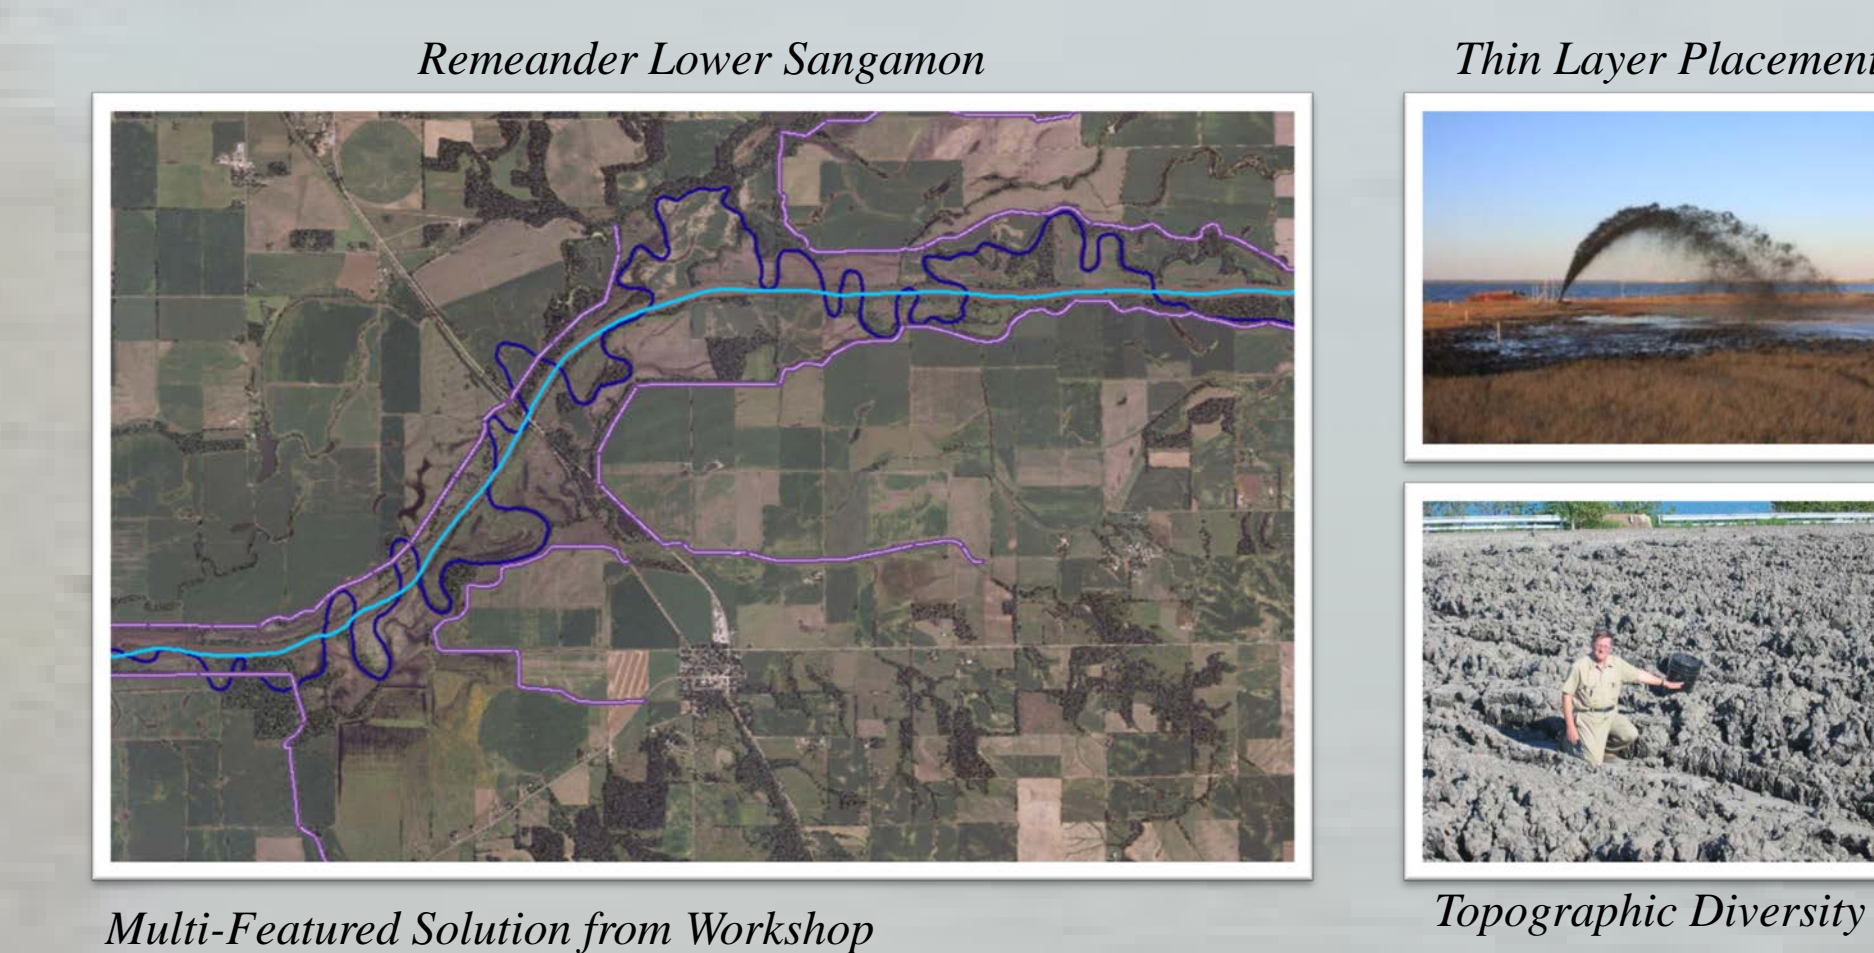 Remeander Lower Sangamon
Thin Layer Placement
Multi-Featured Solution from Workshop
Topographic Diversity